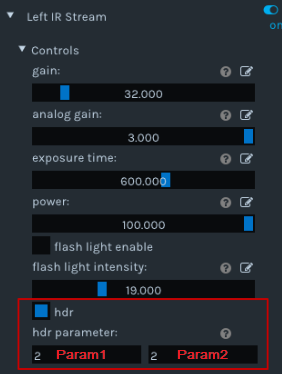 Left IR Stream
on
Controls
gain:
32.000
analog gain:
3.000
exposure time:
600.000
power:
100.000
flash light enable
flash light intensity:
19.000
hdr
hdr parameter:
2 Param1 2 Param2